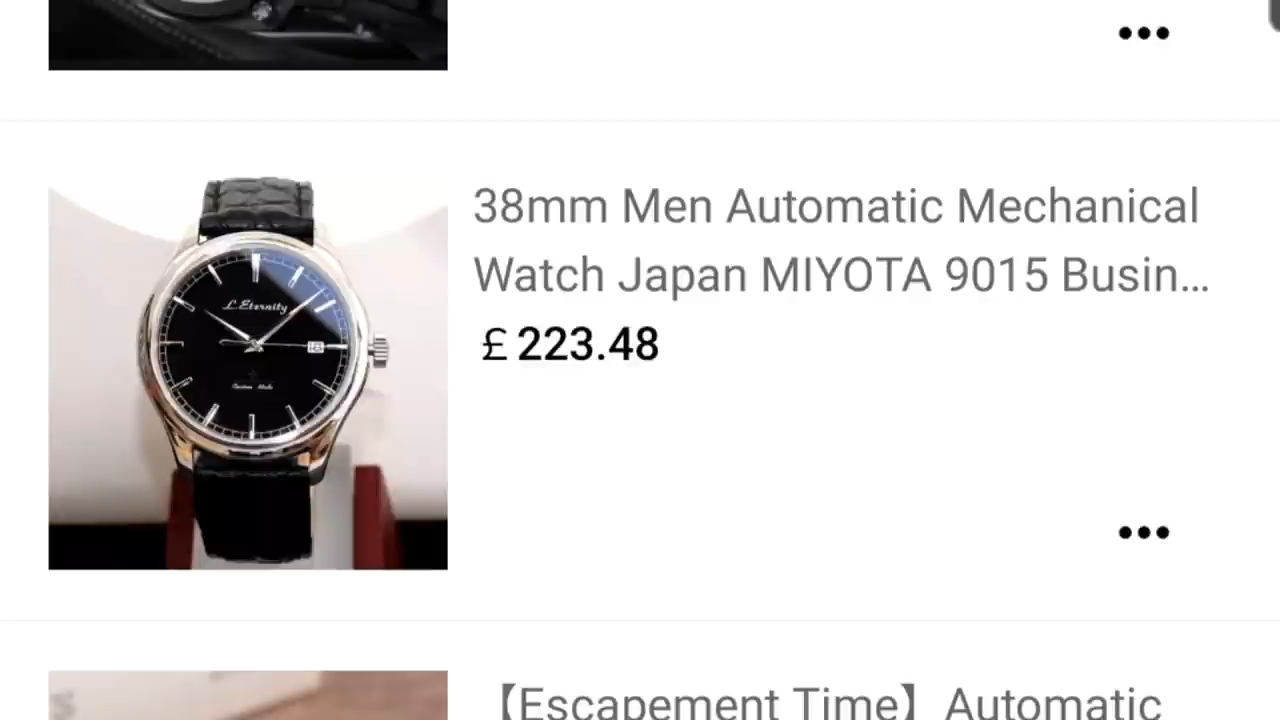 38mm Men Automatic Mechanical
Watch Japan MIYOTA 9015 Busin...
£223.48
L.Eternity
【Escapement Time】Automatic